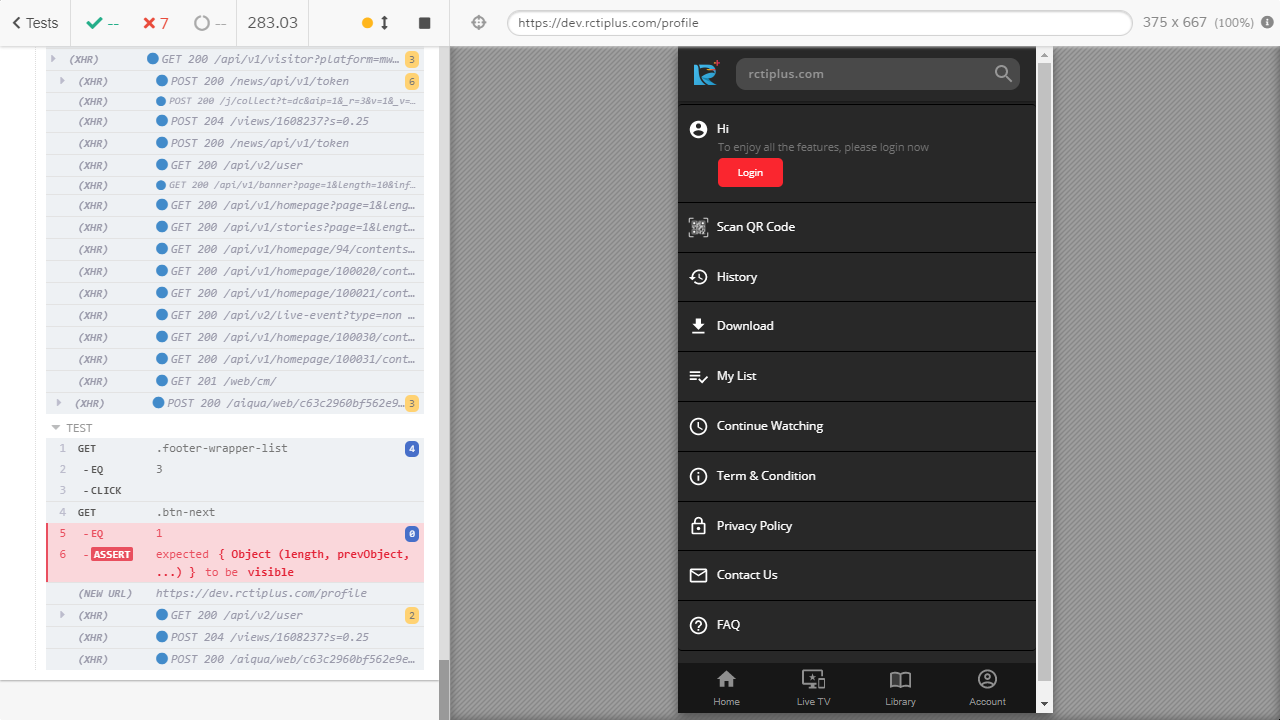 Tests
--
7
--
283.03
https://dev.rctiplus.com/profile
375 x 667 (100%)
(XHR) GET 200 /api/v1/visitor?platform=mw… 3
(XHR) POST 200 /news/api/v1/token 6
(XHR) POST 200 /j/collect?t=dc&aip=1&_r=3&v=1&_v=…
(XHR) POST 204 /views/1608237?s=0.25
(XHR) POST 200 /news/api/v1/token
(XHR) GET 200 /api/v2/user
(XHR) GET 200 /api/v1/banner?page=1&length=10&inf…
(XHR) GET 200 /api/v1/homepage?page=1&leng…
(XHR) GET 200 /api/v1/stories?page=1&lengt…
(XHR) GET 200 /api/v1/homepage/94/contents…
(XHR) GET 200 /api/v1/homepage/100020/cont…
(XHR) GET 200 /api/v1/homepage/100021/cont…
(XHR) GET 200 /api/v2/live-event?type=non …
(XHR) GET 200 /api/v1/homepage/100030/cont…
(XHR) GET 200 /api/v1/homepage/100031/cont…
(XHR) GET 201 /web/cm/
(XHR) POST 200 /aiqua/web/c63c2960bf562e9… 3
TEST
1 GET .footer-wrapper-list 4
2 -EQ 3
3 -CLICK
4 GET .btn-next
5 -EQ 1 0
6 -ASSERT expected { Object (length, prevObject,
...) } to be visible
(NEW URL) https://dev.rctiplus.com/profile
(XHR) GET 200 /api/v2/user 2
(XHR) POST 204 /views/1608237?s=0.25
(XHR) POST 200 /aiqua/web/c63c2960bf562e9e…
rctiplus.com
Hi
To enjoy all the features, please login now
Login
Scan QR Code
History
Download
My List
Continue Watching
Term & Condition
Privacy Policy
Contact Us
FAQ
Home
Live TV
Library
Account